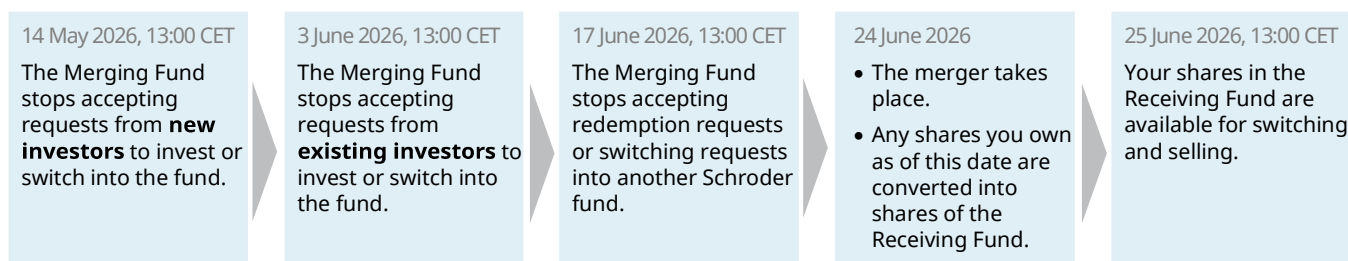 14 May 2026, 13:00 CET
The Merging Fund
stops accepting
requests from new
investors to invest or
switch into the fund.
3 June 2026, 13:00 CET
The Merging Fund
stops accepting
requests from
existing investors to
invest or switch into
the fund.
17 June 2026, 13:00 CET
The Merging Fund
stops accepting
redemption requests
or switching requests
into another Schroder
fund.
24 June 2026
• The merger takes
place.
• Any shares you own
as of this date are
converted into
shares of the
Receiving Fund.
25 June 2026, 13:00 CET
Your shares in the
Receiving Fund are
available for switching
and selling.